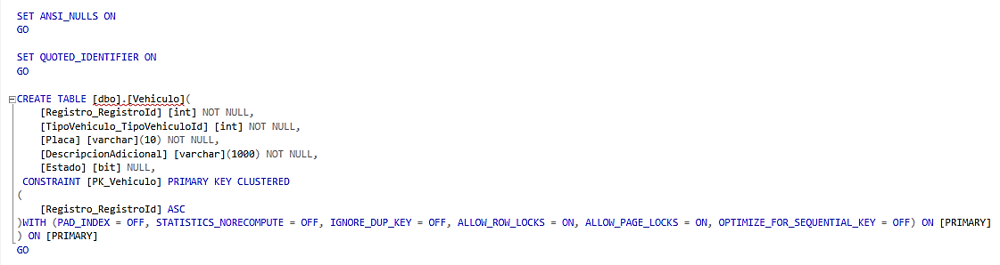 SET ANSI_NULLS ON
GO
SET QUOTED_IDENTIFIER ON
GO
CREATE TABLE [dbo].[Vehiculo](
[Registro_RegistroId] [int] NOT NULL,
[TipoVehiculo_TipoVehiculoId] [int] NOT NULL,
[Placa] [varchar](10) NOT NULL,
[DescripcionAdicional] [varchar](1000) NOT NULL,
[Estado] [bit] NULL,
CONSTRAINT [PK_Vehiculo] PRIMARY KEY CLUSTERED
(
[Registro_RegistroId] ASC
)WITH (PAD_INDEX = OFF, STATISTICS_NORECOMPUTE = OFF, IGNORE_DUP_KEY = OFF, ALLOW_ROW_LOCKS = ON, ALLOW_PAGE_LOCKS = ON, OPTIMIZE_FOR_SEQUENTIAL_KEY = OFF) ON [PRIMARY]
) ON [PRIMARY]
GO